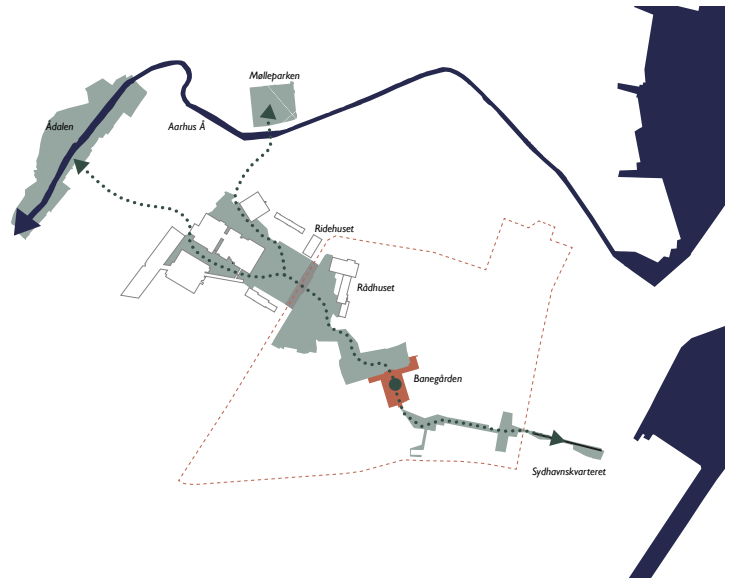 Mølleparken
Ådalen
Aarhus Å
Ridehuset
Rådhuset
Banegården
Sydhavnskvarteret